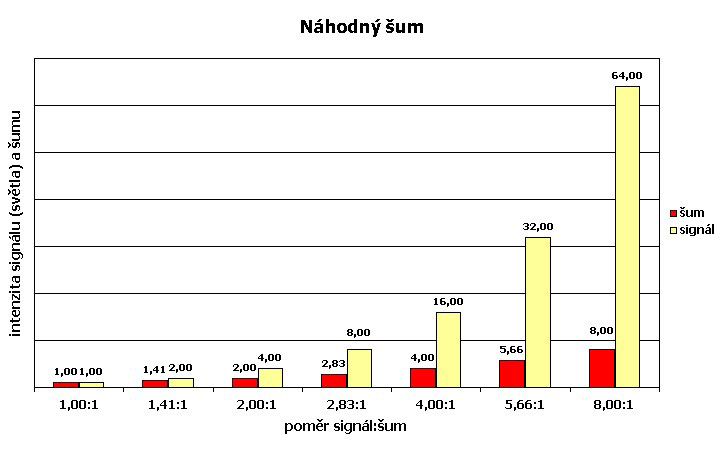 Náhodný šum
intenzita signálu (světla) a šumu
1,00 1,00
1,41 2,00
2,00 4,00
2,83 8,00
4,00 16,00
5,66 32,00
8,00 64,00
šum
signál
1,00:1 1,41:1 2,00:1 2,83:1 4,00:1 5,66:1 8,00:1
poměr signál:šum